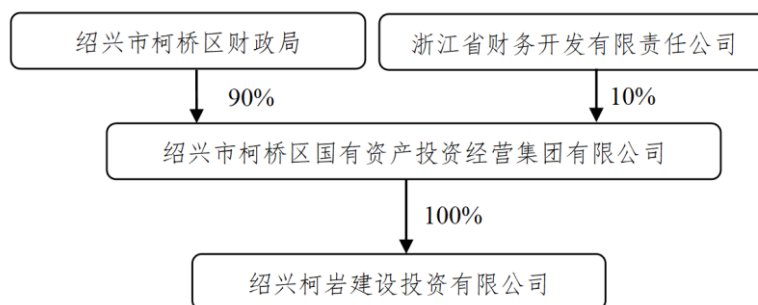 绍兴市柯桥区财政局
浙江省财务开发有限责任公司
90%
10%
绍兴市柯桥区国有资产投资经营集团有限公司
100%
绍兴柯岩建设投资有限公司